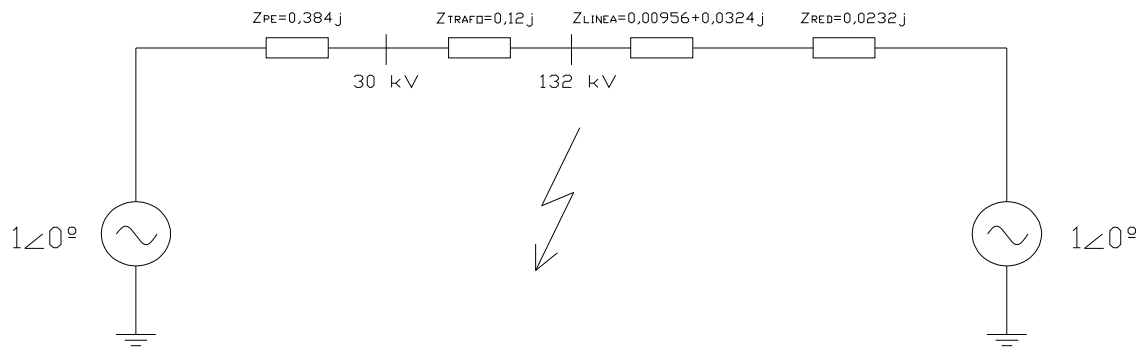 ZPE=0,384j
ZTRAFO=0,12j
ZLINEA=0,00956+0,0324j
ZRED=0,0232j
30 kV
132 kV
1∠0º
1∠0º